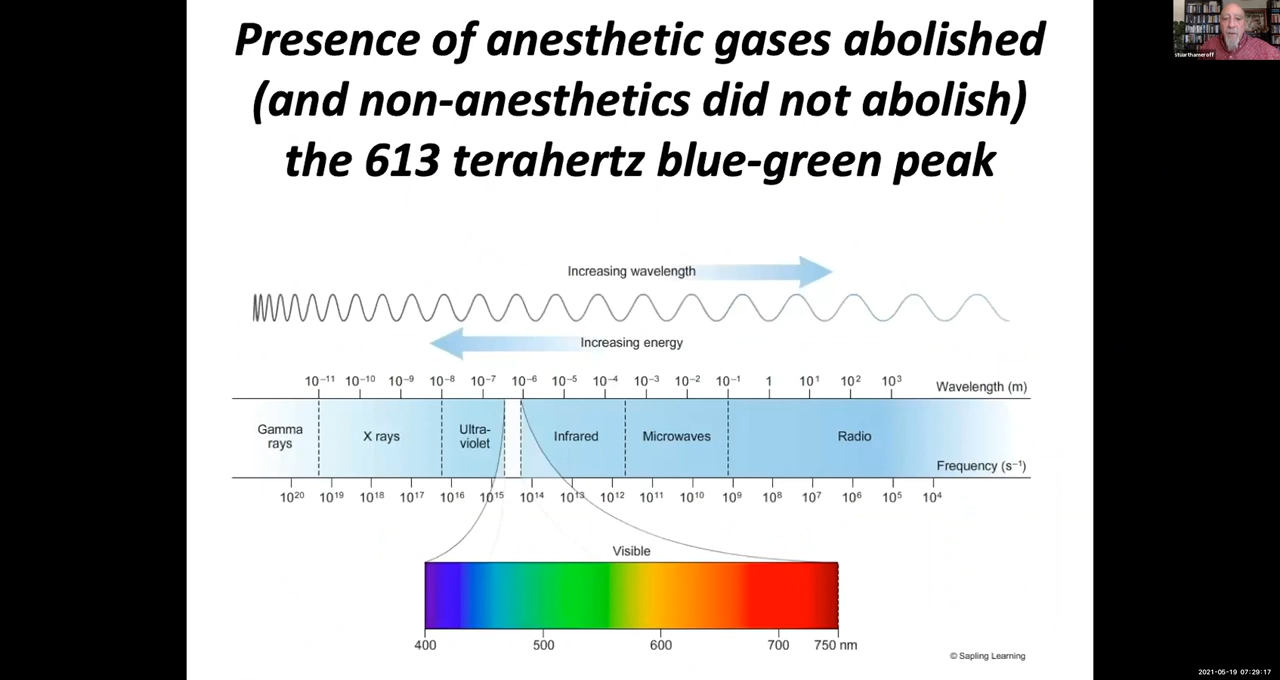 Presence of anesthetic gases abolished
(and non-anesthetics did not abolish)
the 613 terahertz blue-green peak
stuarthameroff
Increasing wavelength
Increasing energy
10⁻¹¹ 10⁻¹⁰ 10⁻⁹ 10⁻⁸ 10⁻⁷ 10⁻⁶ 10⁻⁵ 10⁻⁴ 10⁻³ 10⁻² 10⁻¹ 1 10¹ 10² 10³ Wavelength (m)
Gamma rays X rays Ultra-violet Infrared Microwaves Radio
Frequency (s⁻¹)
10²⁰ 10¹⁹ 10¹⁸ 10¹⁷ 10¹⁶ 10¹⁵ 10¹⁴ 10¹³ 10¹² 10¹¹ 10¹⁰ 10⁹ 10⁸ 10⁷ 10⁶ 10⁵ 10⁴
Visible
400 500 600 700 750 nm
© Sapling Learning
2021-05-19 07:29:17